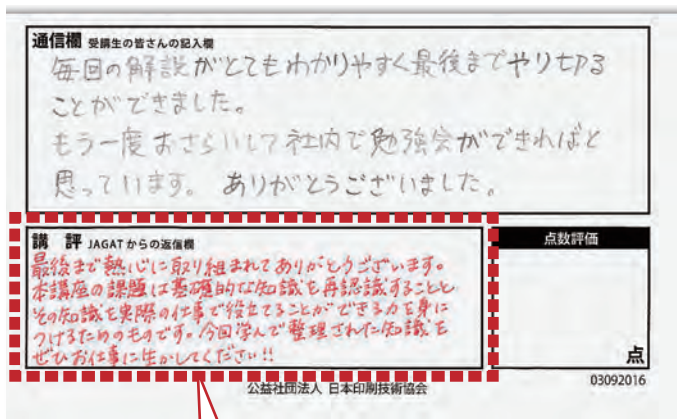 通信欄 受講生の皆さんの記入欄
毎回の解説がとてもわかりやすく最後までやり切る
ことができました。
もう一度おさらいして社内で勉強会ができればと
思っています。ありがとうございました。
講 評 JAGATからの返信欄
最後まで熱心に取り組まれてありがとうございます。
本講座の課題は基礎的な知識を再認識することと
その知識を実際の仕事で役立てることができる力を身に
つけるためのものです。今回学んで整理された知識を
ぜひお仕事に生かしてください!!
点数評価
点
公益社団法人 日本印刷技術協会
03092016